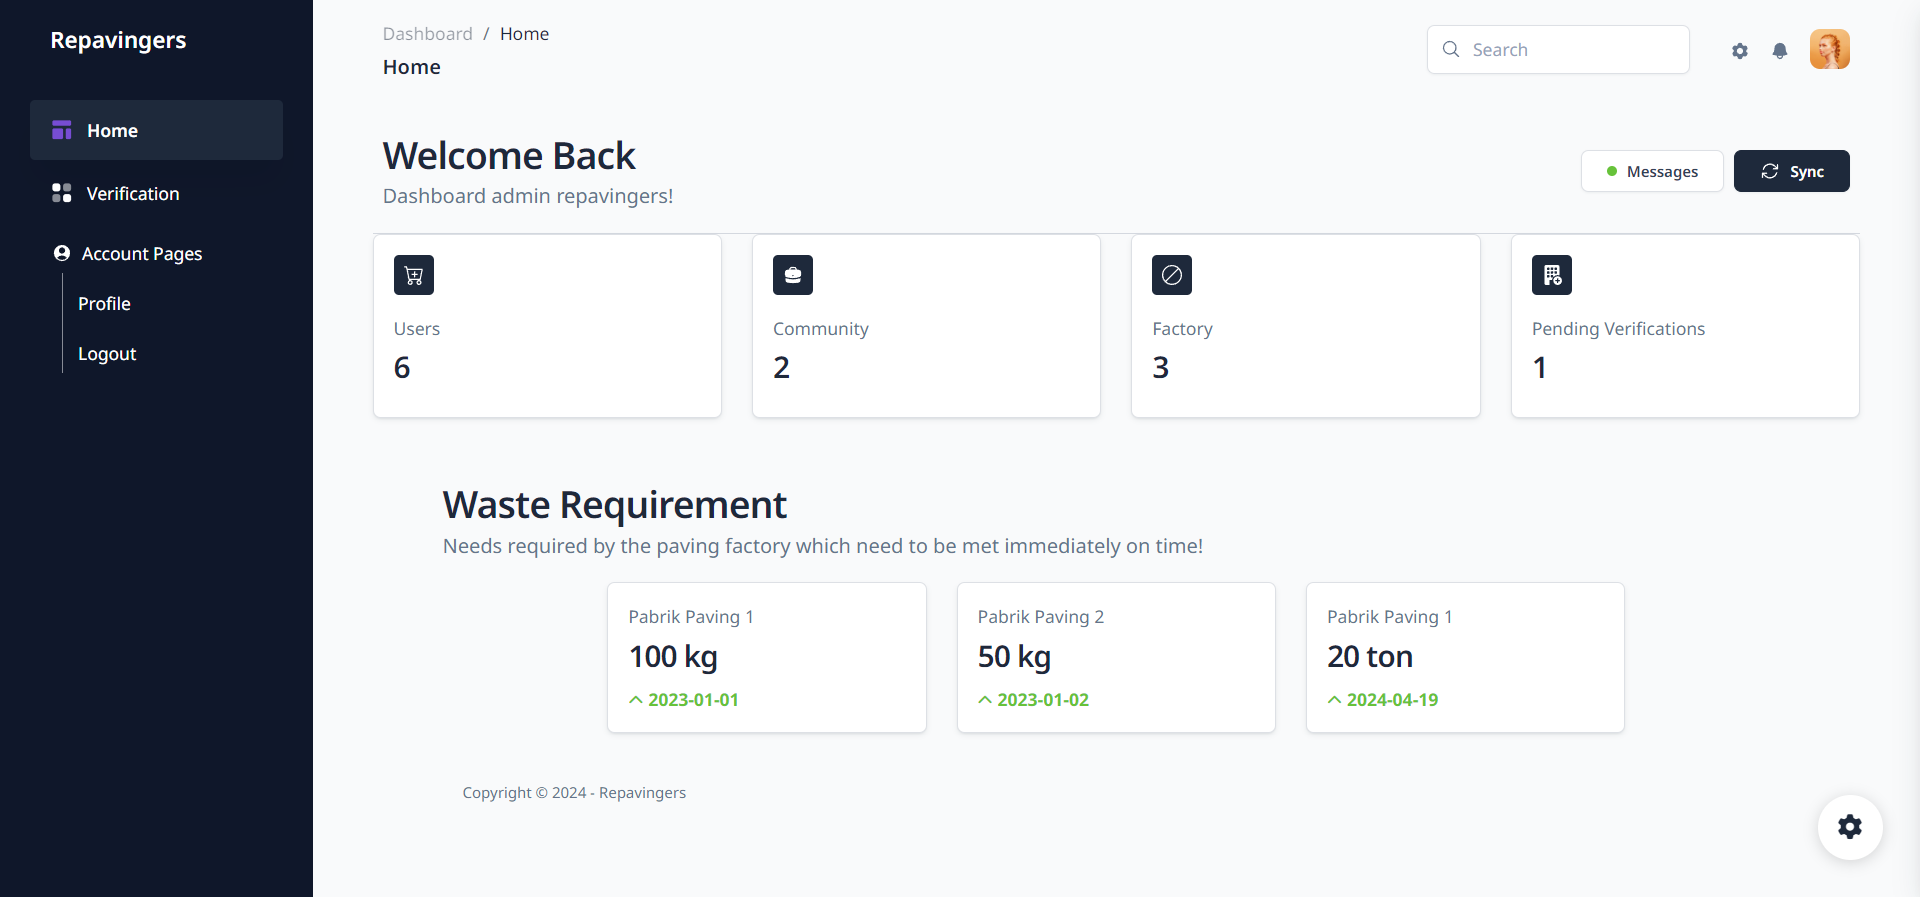 Repavingers
Home
Verification
Account Pages
Profile
Logout
Dashboard / Home
Home
Search
Welcome Back
Dashboard admin repavingers!
Messages
Sync
Users
6
Community
2
Factory
3
Pending Verifications
1
Waste Requirement
Needs required by the paving factory which need to be met immediately on time!
Pabrik Paving 1
100 kg
2023-01-01
Pabrik Paving 2
50 kg
2023-01-02
Pabrik Paving 1
20 ton
2024-04-19
Copyright © 2024 - Repavingers